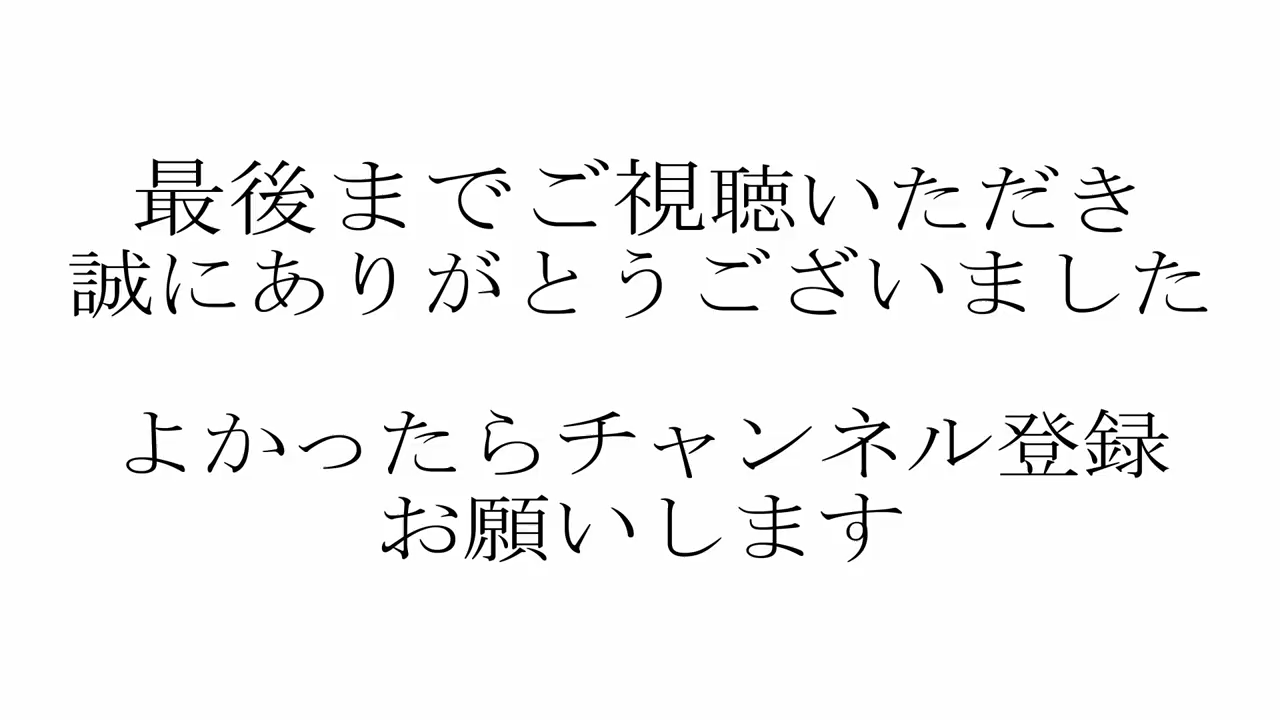 最後までご視聴いただき
誠にありがとうございました
よかったらチャンネル登録
お願いします